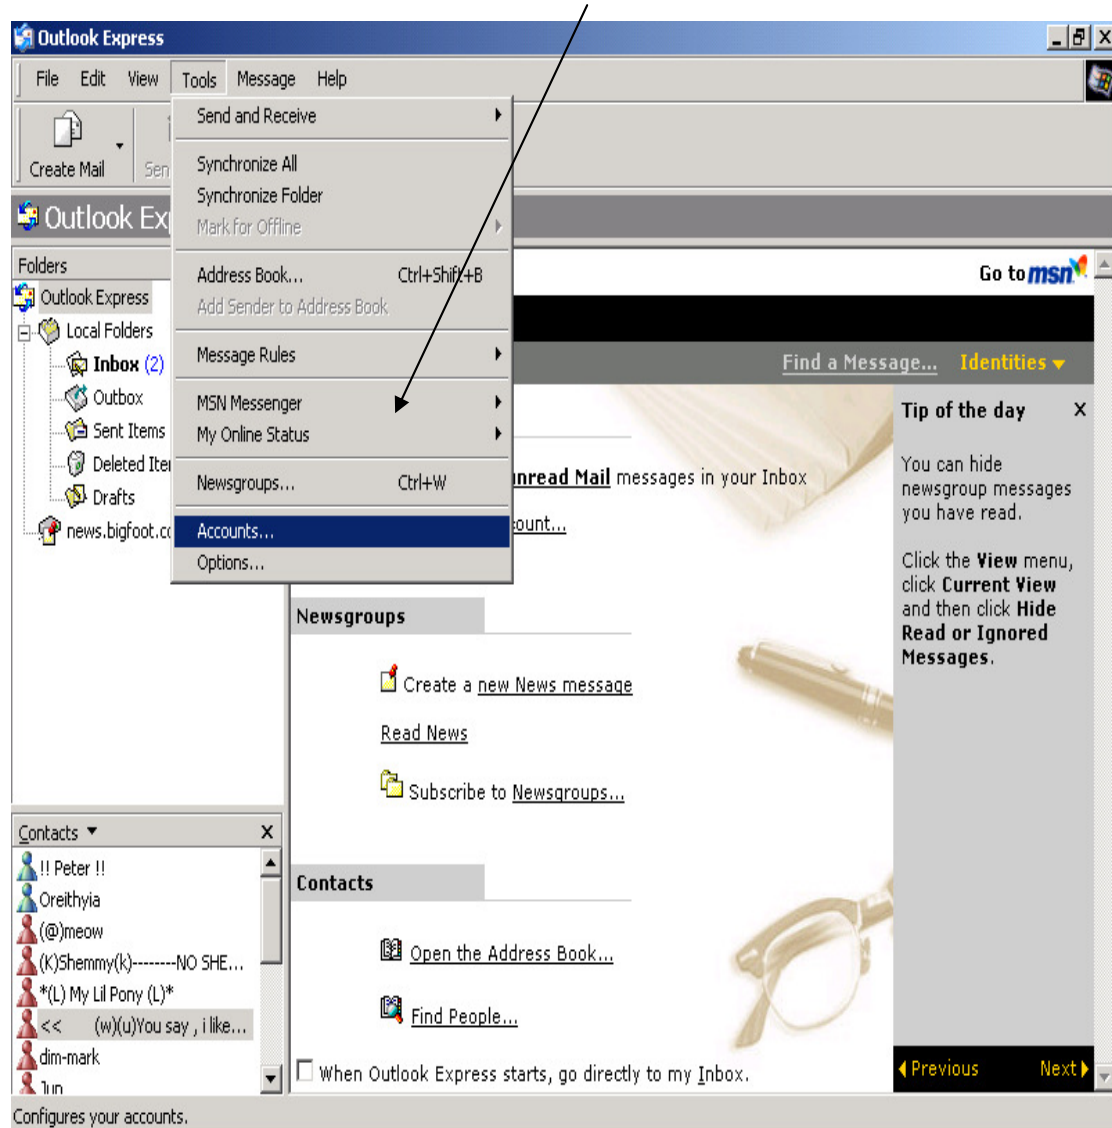 Outlook Express
File Edit View Tools Message Help
Create Mail
Sen
Send and Receive
Synchronize All
Synchronize Folder
Mark for Offline
Address Book... Ctrl+Shift+B
Add Sender to Address Book
Message Rules
MSN Messenger
My Online Status
Newsgroups... Ctrl+W
Accounts...
Options...
Outlook Exp
Folders
Outlook Express
Local Folders
Inbox (2)
Outbox
Sent Items
Deleted Iter
Drafts
news.bigfoot.co
Go to msn
Find a Message... Identities
unread Mail messages in your Inbox
ount...
Newsgroups
Create a new News message
Read News
Subscribe to Newsgroups...
Contacts
Open the Address Book...
Find People...
When Outlook Express starts, go directly to my Inbox.
Tip of the day X
You can hide
newsgroup messages
you have read.
Click the View menu,
click Current View
and then click Hide
Read or Ignored
Messages.
Previous Next
Contacts X
!! Peter !!
Oreithyia
(@)meow
(K)Shemmy(k)--------NO SHE...
*(L) My Lil Pony (L)*
<< (w)(u)You say , i like...
dim-mark
Jun
Configures your accounts.